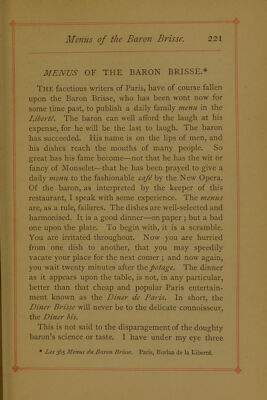 Menus of the Baron Brisse. 221
MENUS OF THE BARON BRISSE.*
THE facetious writers of Paris, have of course fallen
upon the Baron Brisse, who has been wont now for
some time past, to publish a daily family menu in the
Liberté. The baron can well afford the laugh at his
expense, for he will be the last to laugh. The baron
has succeeded. His name is on the lips of men, and
his dishes reach the mouths of many people. So
great has his fame become—not that he has the wit or
fancy of Monselet—that he has been prayed to give a
daily menu to the fashionable café by the New Opera.
Of the baron, as interpreted by the keeper of this
restaurant, I speak with some experience. The menus
are, as a rule, failures. The dishes are well-selected and
harmonised. It is a good dinner—on paper; but a bad
one upon the plate. To begin with, it is a scramble.
You are irritated throughout. Now you are hurried
from one dish to another, that you may speedily
vacate your place for the next comer; and now again,
you wait twenty minutes after the potage. The dinner
as it appears upon the table, is not, in any particular,
better than that cheap and popular Paris entertain-
ment known as the Diner de Paris. In short, the
Diner Brisse will never be to the delicate connoisseur,
the Diner bis.
This is not said to the disparagement of the doughty
baron's science or taste. I have under my eye three
* Les 365 Menus du Baron Brisse. Paris, Bureau de la Liberté.